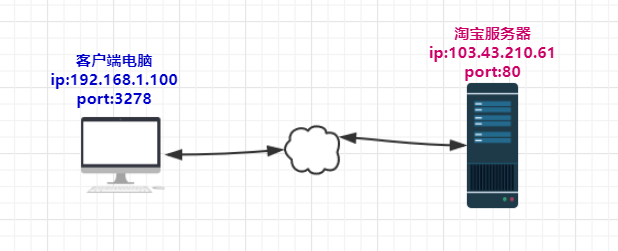 客户端电脑
ip:192.168.1.100
port:3278
淘宝服务器
ip:103.43.210.61
port:80